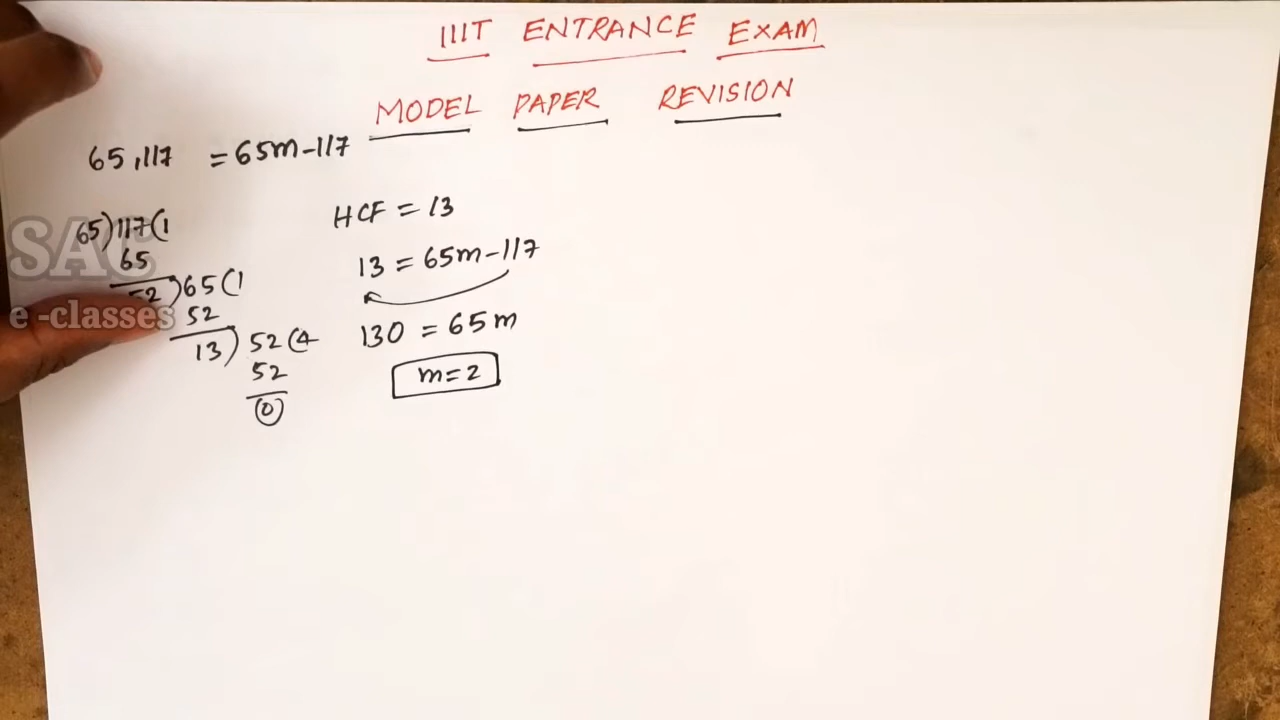 IIIT ENTRANCE EXAM
MODEL PAPER REVISION
65,117 = 65m-117
65)117(1
65
52)65(1
52
13)52(4
52
0
HCF = 13
13 = 65m-117
130 = 65m
m=2
SAC
e-classes